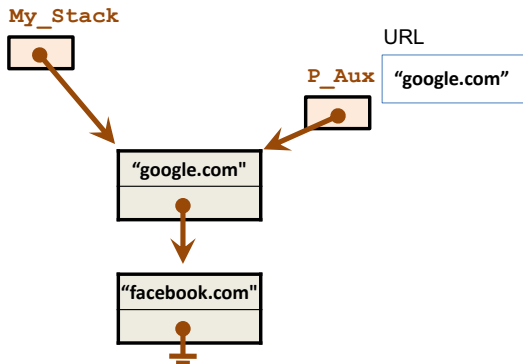 My_Stack
URL
P_Aux
“google.com”
“google.com"
“facebook.com"